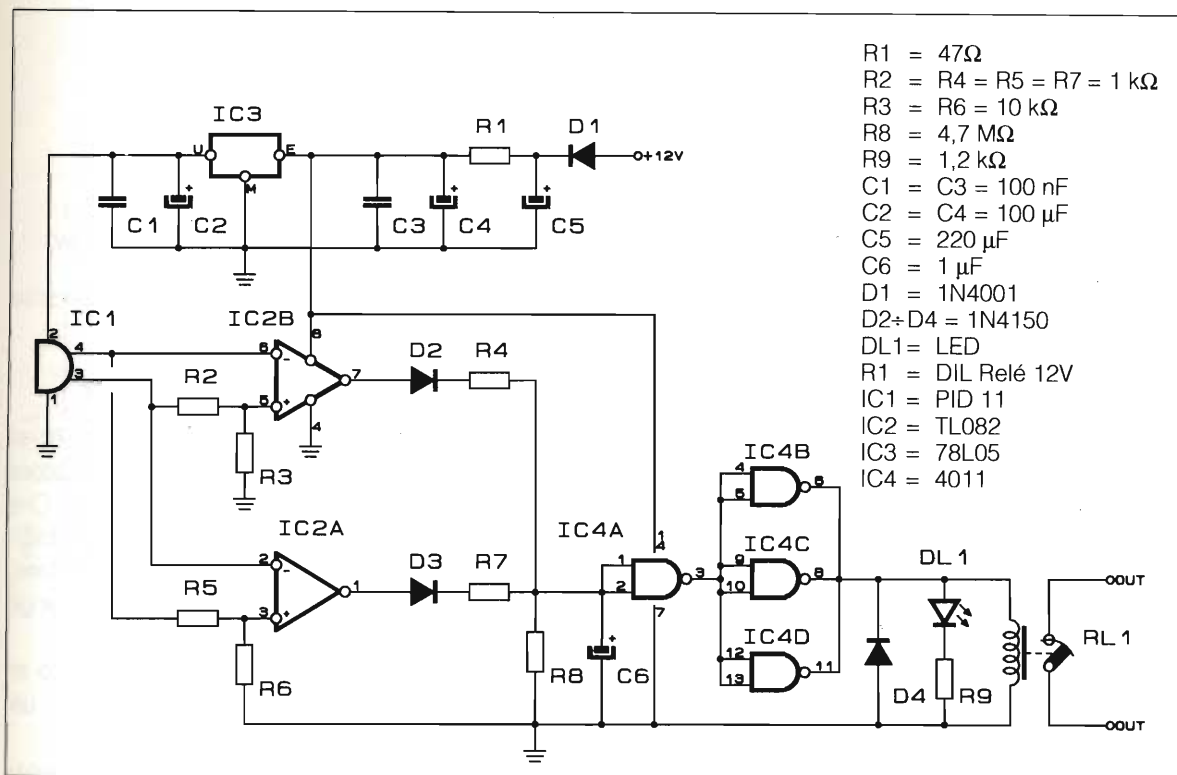 R1 = 47Ω
R2 = R4 = R5 = R7 = 1 kΩ
R3 = R6 = 10 kΩ
R8 = 4,7 MΩ
R9 = 1,2 kΩ
C1 = C3 = 100 nF
C2 = C4 = 100 µF
C5 = 220 µF
C6 = 1 µF
D1 = 1N4001
D2÷D4 = 1N4150
DL1 = LED
R1 = DIL Relé 12V
IC1 = PID 11
IC2 = TL082
IC3 = 78L05
IC4 = 4011
IC3
R1
D1
U
E
M
+12V
+
+
+
C1
C2
C3
C4
C5
IC1
2
4
3
1
IC2B
8
6
-
5
+
7
4
D2
R4
R2
R3
IC2A
2
-
3
+
1
D3
R7
R5
R6
R8
+
C6
IC4A
1
4
1
2
3
7
IC4B
4
5
6
IC4C
9
10
8
IC4D
12
13
11
DL1
D4
R9
RL1
OUT
OUT